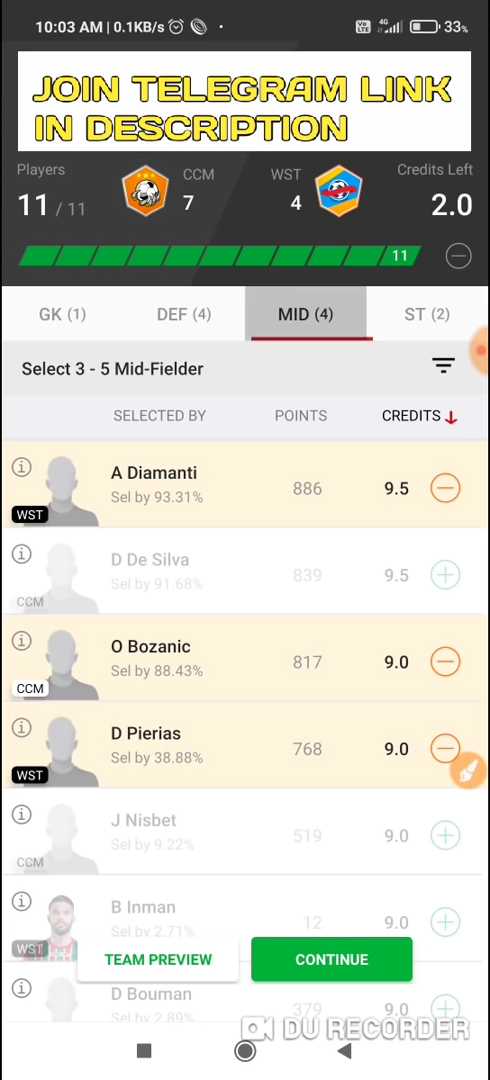 10:03 AM | 0.1KB/s
Vo LTE 4G 33%
JOIN TELEGRAM LINK
IN DESCRIPTION
Players CCM WST Credits Left
11 / 11 7 4 2.0
11
GK (1) DEF (4) MID (4) ST (2)
Select 3 - 5 Mid-Fielder
SELECTED BY POINTS CREDITS
A Diamanti
Sel by 93.31% 886 9.5
WST
D De Silva
Sel by 91.68% 839 9.5
CCM
O Bozanic
Sel by 88.43% 817 9.0
CCM
D Pierias
Sel by 38.88% 768 9.0
WST
J Nisbet
Sel by 9.22% 519 9.0
CCM
B Inman
Sel by 2.71% 12 9.0
WST
TEAM PREVIEW CONTINUE
D Bouman
Sel by 2.89% 379 9.0
DU RECORDER